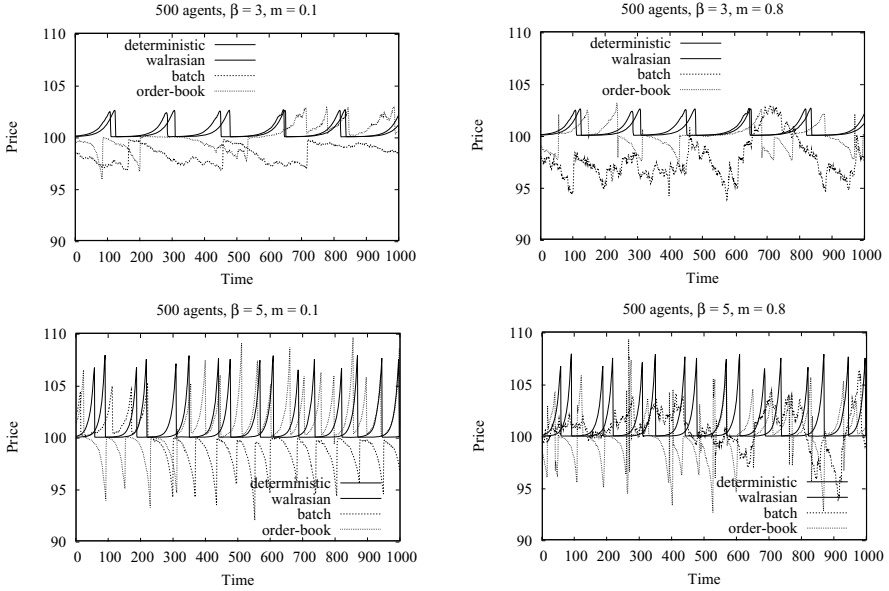 500 agents, β = 3, m = 0.1
110
105
100
95
90
Price
deterministic
walrasian
batch
order-book
0 100 200 300 400 500 600 700 800 900 1000
Time
500 agents, β = 3, m = 0.8
110
105
100
95
90
Price
deterministic
walrasian
batch
order-book
0 100 200 300 400 500 600 700 800 900 1000
Time
500 agents, β = 5, m = 0.1
110
105
100
95
90
Price
deterministic
walrasian
batch
order-book
0 100 200 300 400 500 600 700 800 900 1000
Time
500 agents, β = 5, m = 0.8
110
105
100
95
90
Price
deterministic
walrasian
batch
order-book
0 100 200 300 400 500 600 700 800 900 1000
Time